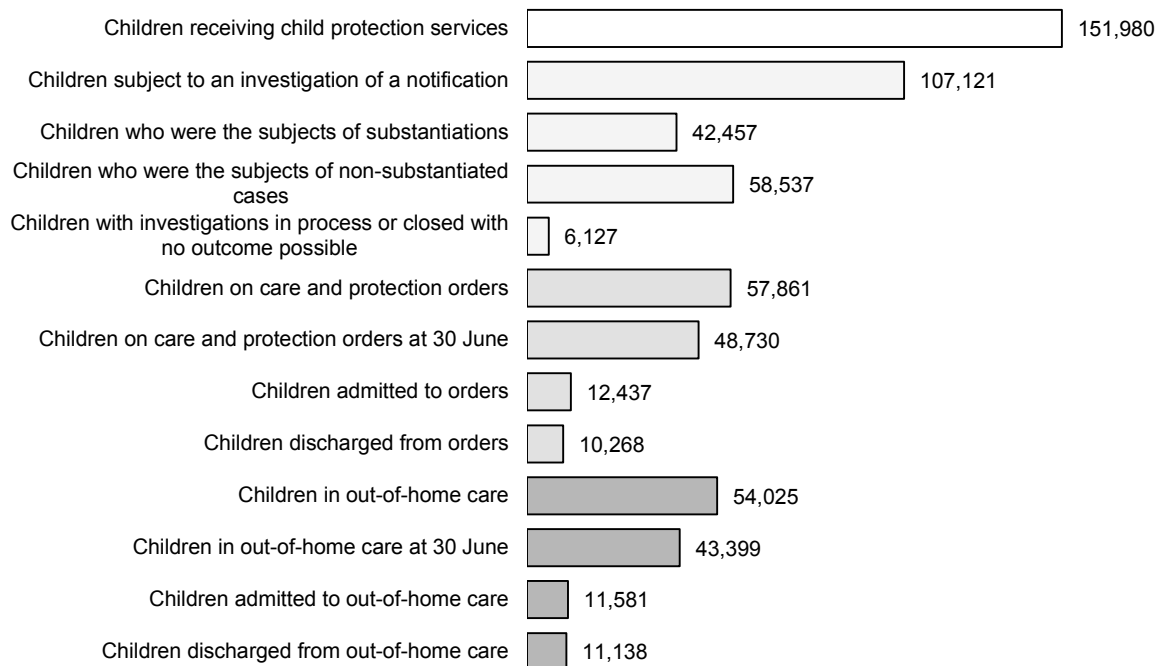 Children receiving child protection services 151,980
Children subject to an investigation of a notification 107,121
Children who were the subjects of substantiations 42,457
Children who were the subjects of non-substantiated
cases 58,537
Children with investigations in process or closed with
no outcome possible 6,127
Children on care and protection orders 57,861
Children on care and protection orders at 30 June 48,730
Children admitted to orders 12,437
Children discharged from orders 10,268
Children in out-of-home care 54,025
Children in out-of-home care at 30 June 43,399
Children admitted to out-of-home care 11,581
Children discharged from out-of-home care 11,138